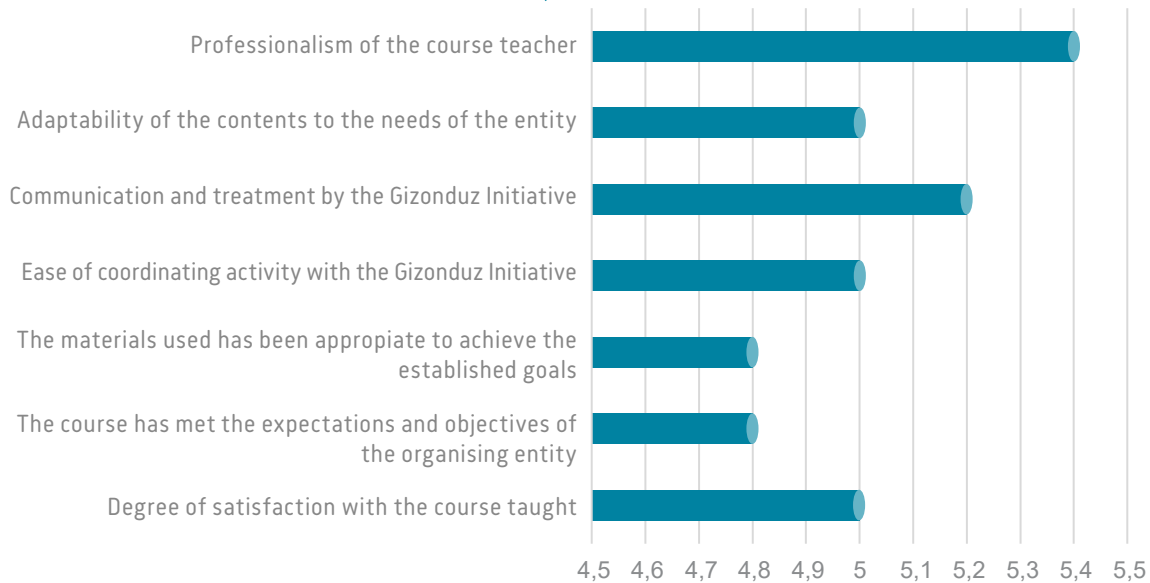 Professionalism of the course teacher
Adaptability of the contents to the needs of the entity
Communication and treatment by the Gizonduz Initiative
Ease of coordinating activity with the Gizonduz Initiative
The materials used has been appropiate to achieve the
established goals
The course has met the expectations and objectives of
the organising entity
Degree of satisfaction with the course taught
4,5 4,6 4,7 4,8 4,9 5 5,1 5,2 5,3 5,4 5,5